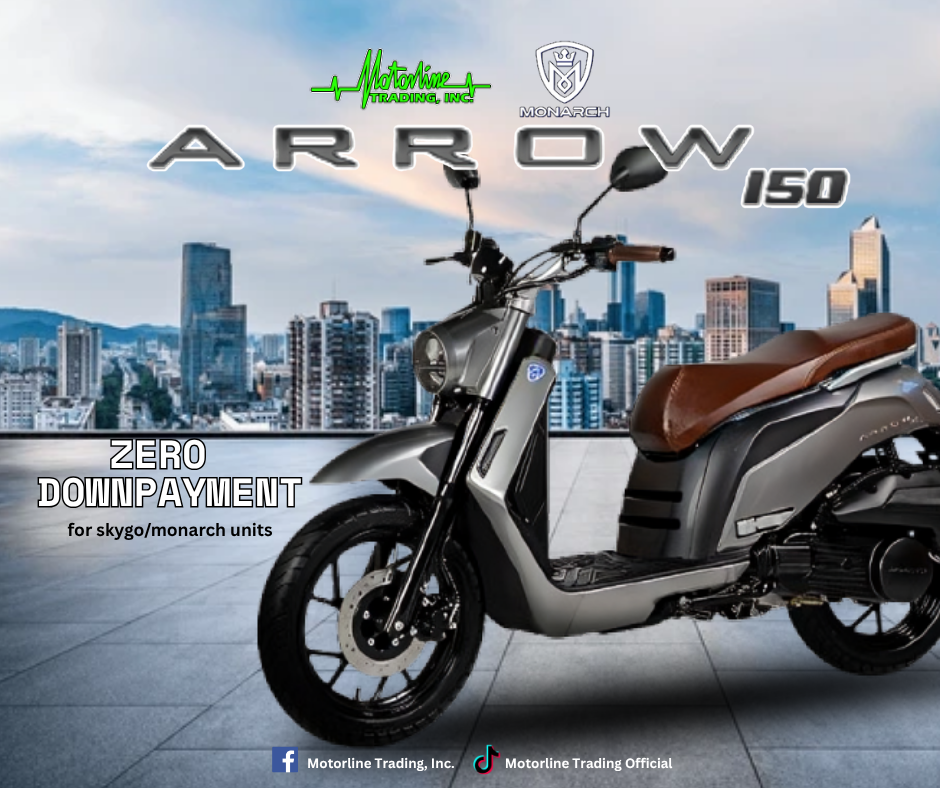 Motorline
TRADING, INC.
MONARCH
ARROW
150
ZERO
DOWNPAYMENT
for skygo/monarch units
Motorline Trading, Inc.
Motorline Trading Official